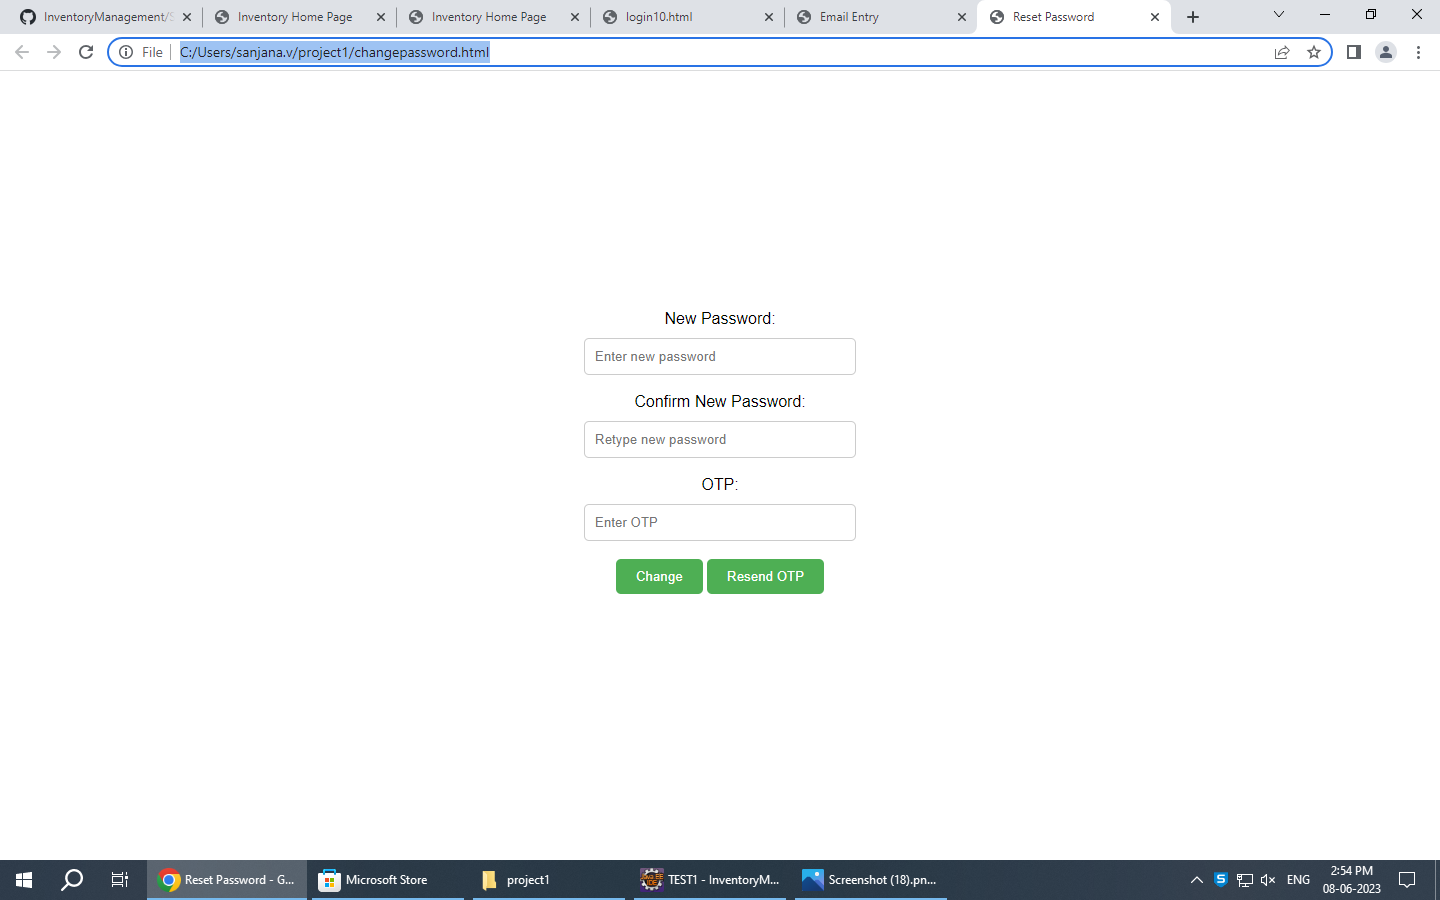 InventoryManagement/S
Inventory Home Page
Inventory Home Page
login10.html
Email Entry
Reset Password
File
C:/Users/sanjana.v/project1/changepassword.html
New Password:
Enter new password
Confirm New Password:
Retype new password
OTP:
Enter OTP
Change
Resend OTP
Reset Password - G...
Microsoft Store
project1
TEST1 - InventoryM...
Screenshot (18).pn...
ENG
2:54 PM
08-06-2023